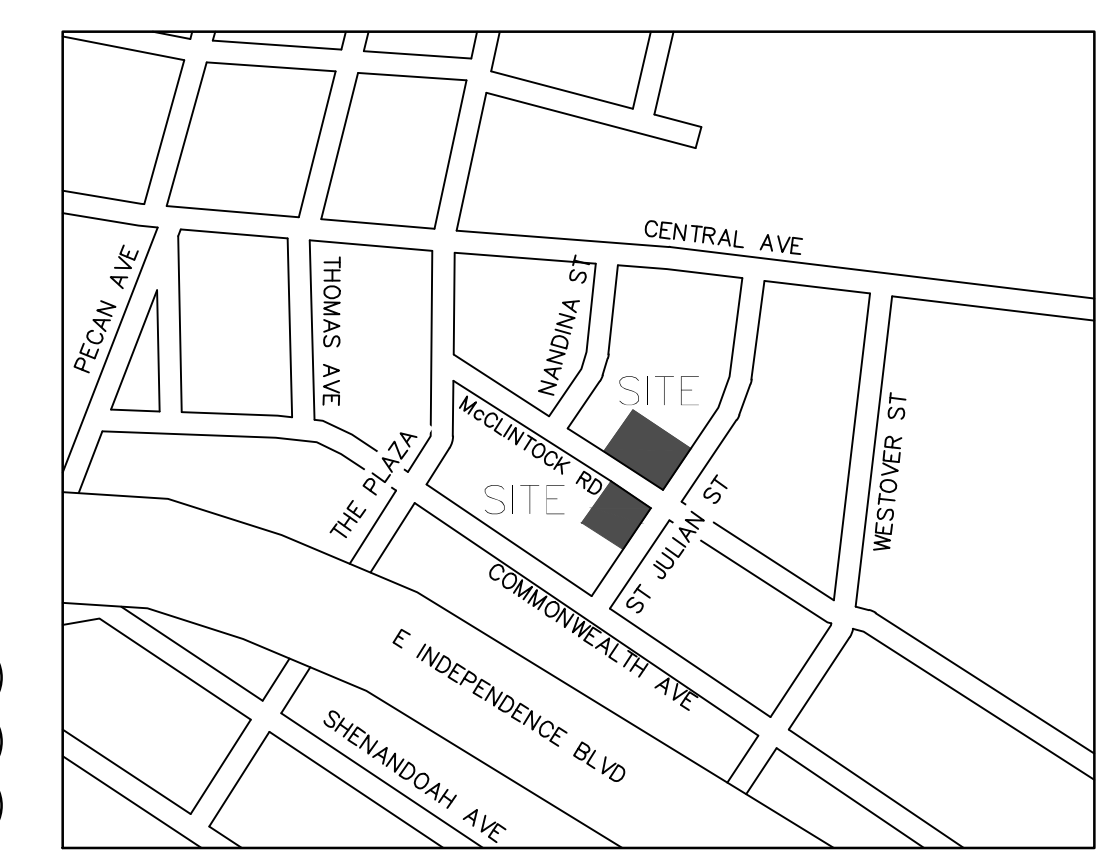 CENTRAL AVE
PECAN AVE
THOMAS AVE
NANDINA ST
SITE
McCLINTOCK RD
WESTOVER ST
THE PLAZA
SITE
ST JULIAN ST
COMMONWEALTH AVE
E INDEPENDENCE BLVD
SHENANDOAH AVE